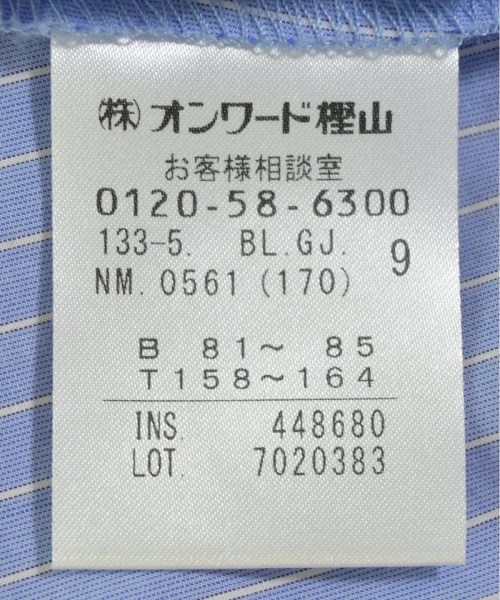 ㈱オンワード樫山
お客様相談室
0120-58-6300
133-5. BL.GJ. 9
NM. 0561 (170)
B 81～ 85
T 158～164
INS. 448680
LOT. 7020383